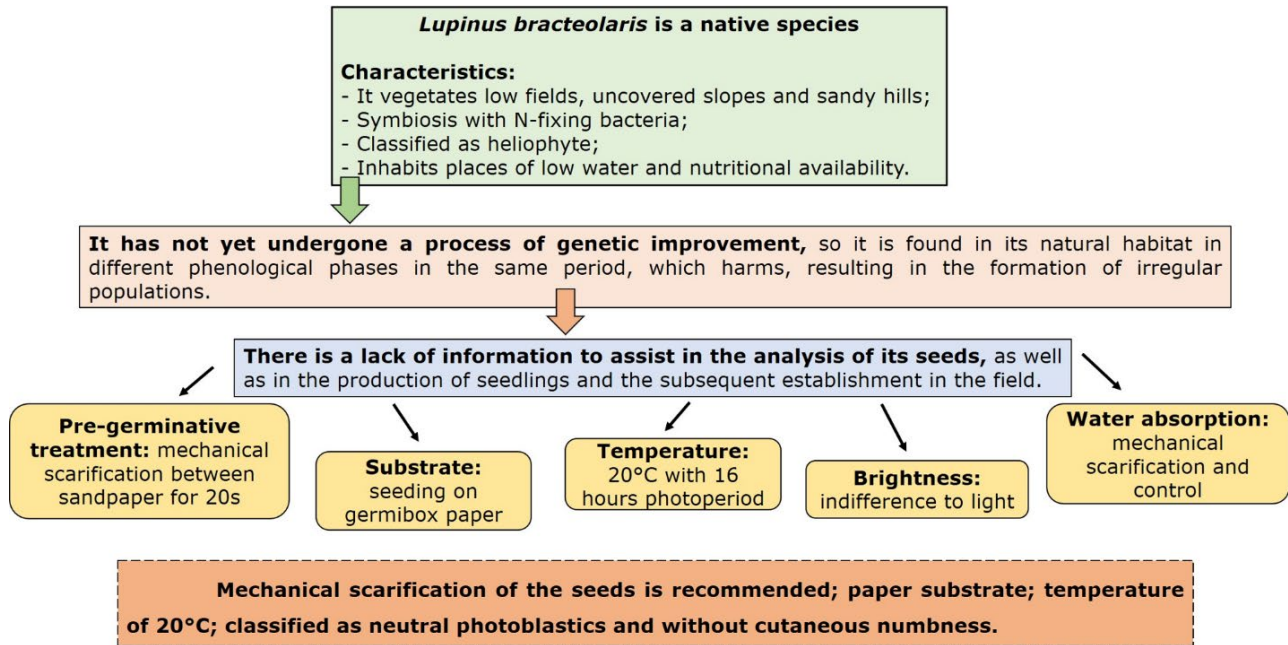 Lupinus bracteolaris is a native species
Characteristics:
- It vegetates low fields, uncovered slopes and sandy hills;
- Symbiosis with N-fixing bacteria;
- Classified as heliophyte;
- Inhabits places of low water and nutritional availability.
It has not yet undergone a process of genetic improvement, so it is found in its natural habitat in
different phenological phases in the same period, which harms, resulting in the formation of irregular
populations.
There is a lack of information to assist in the analysis of its seeds, as well
as in the production of seedlings and the subsequent establishment in the field.
Pre-germinative
treatment: mechanical
scarification between
sandpaper for 20s
Substrate:
seeding on
germibox paper
Temperature:
20°C with 16
hours photoperiod
Brightness:
indifference to light
Water absorption:
mechanical
scarification and
control
Mechanical scarification of the seeds is recommended; paper substrate; temperature
of 20°C; classified as neutral photoblastics and without cutaneous numbness.